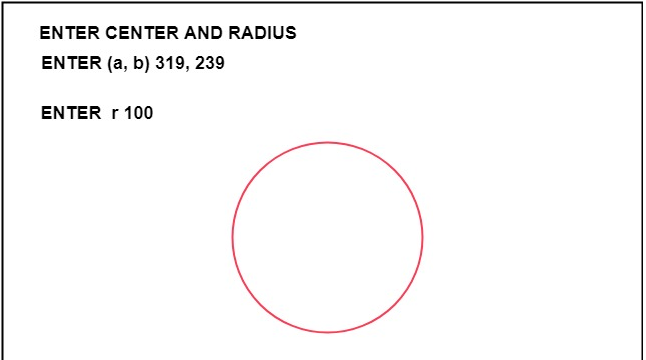 ENTER CENTER AND RADIUS
ENTER (a, b) 319, 239
ENTER r 100